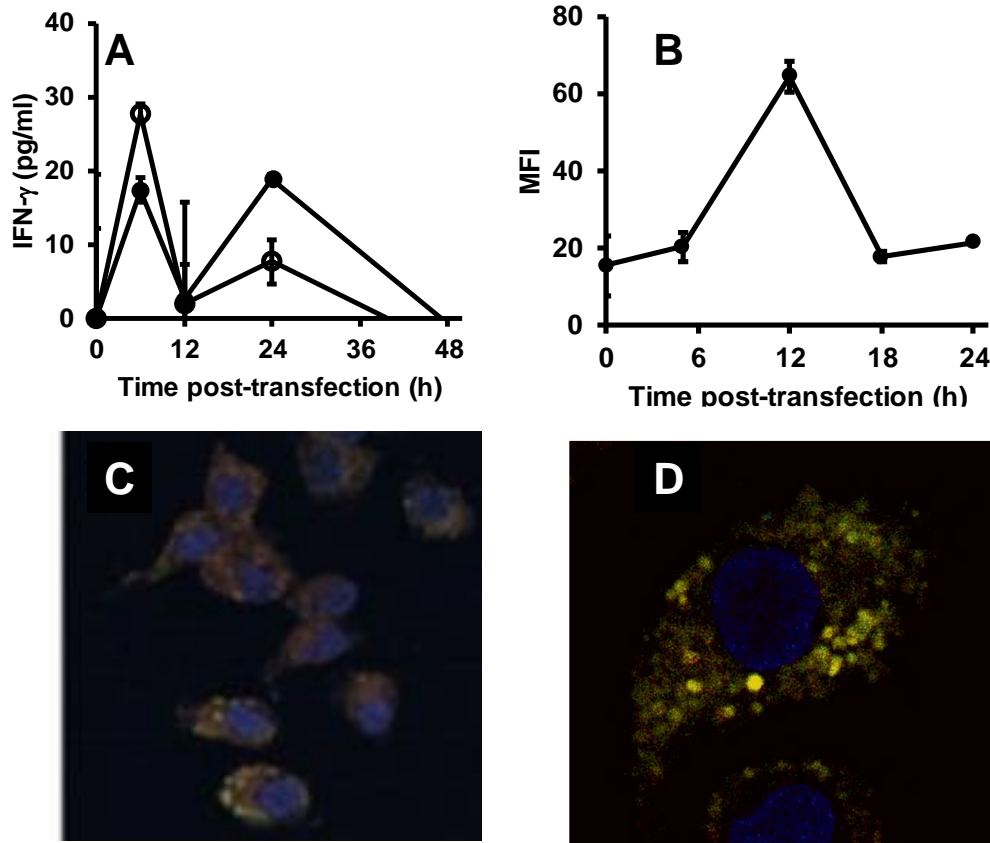 A
IFN-γ (pg/ml)
40
30
20
10
0
0 12 24 36 48
Time post-transfection (h)
B
MFI
80
60
40
20
0
0 6 12 18 24
Time post-transfection (h)
C
D